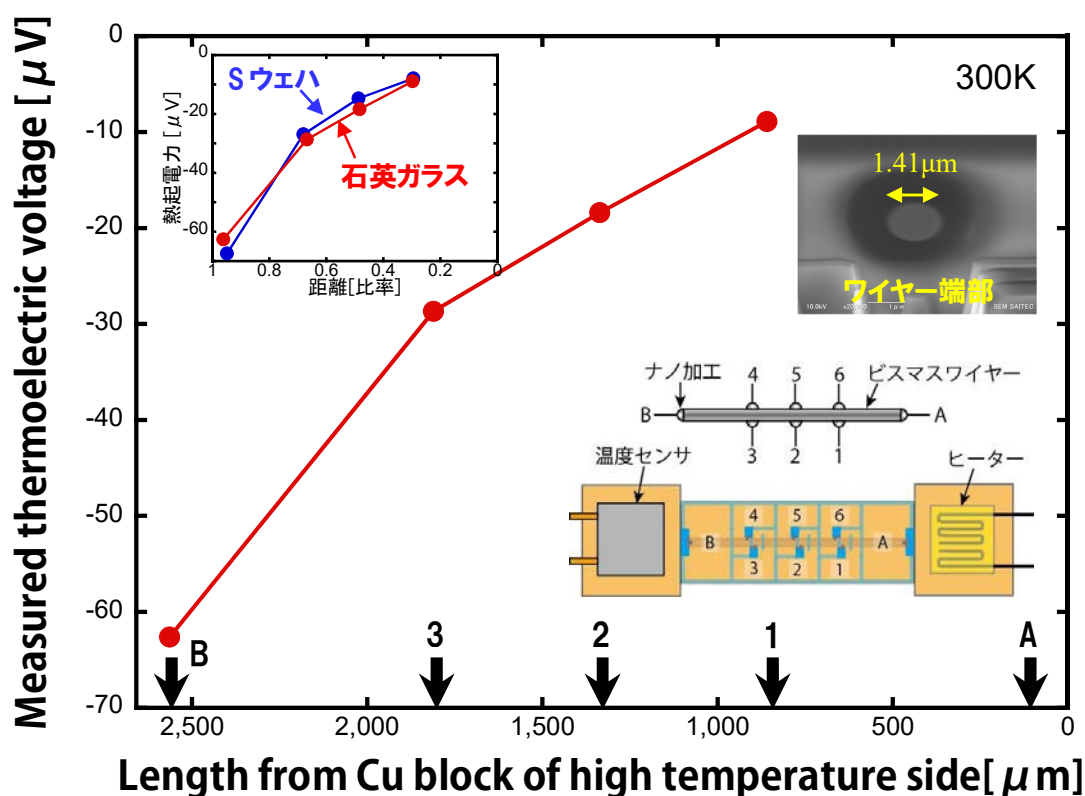 Measured thermoelectric voltage [μV]
0
-10
-20
-30
-40
-50
-60
-70
300K
熱起電力[μV]
0
-20
-40
-60
Sウェハ
石英ガラス
1
0.8
0.6
0.4
0.2
0
距離[比率]
1.41μm
ワイヤー端部
10.0kV
1μm
SEM SAITEC
ナノ加工
4 5 6
ビスマスワイヤー
B
A
3 2 1
温度センサ
ヒーター
4 5 6
B
A
3 2 1
B
3
2
1
A
2,500
2,000
1,500
1,000
500
0
Length from Cu block of high temperature side[μm]